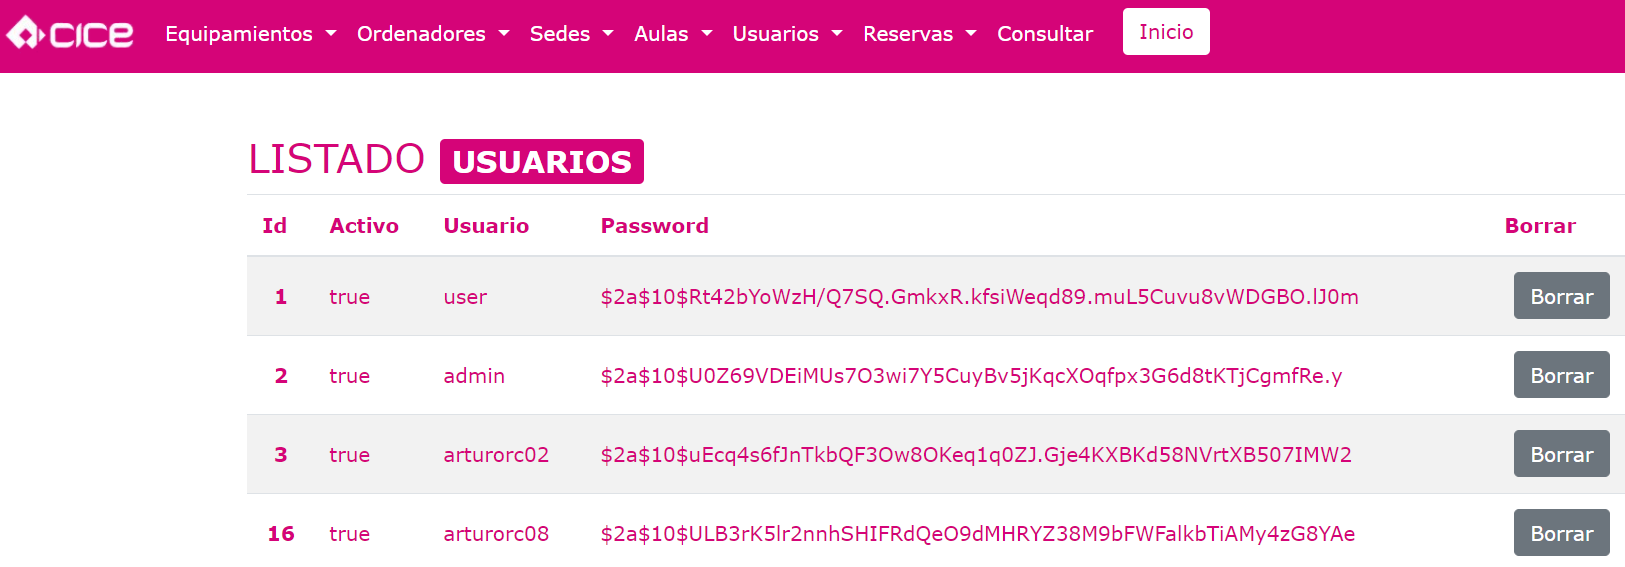 CICE Equipamientos Ordenadores Sedes Aulas Usuarios Reservas Consultar Inicio
LISTADO USUARIOS
Id Activo Usuario Password Borrar
1 true user $2a$10$Rt42bYoWzH/Q7SQ.GmkxR.kfsiWeqd89.muL5Cuvu8vWDGBO.lJ0m Borrar
2 true admin $2a$10$U0Z69VDEiMUs7O3wi7Y5CuyBv5jKqcXOqfpx3G6d8tKTjCgmfRe.y Borrar
3 true arturorc02 $2a$10$uEcq4s6fJnTkbQF3Ow8OKeq1q0ZJ.Gje4KXBKd58NVrtXB507IMW2 Borrar
16 true arturorc08 $2a$10$ULB3rK5lr2nnhSHIFRdQeO9dMHRYZ38M9bFWFalkbTiAMy4zG8YAe Borrar